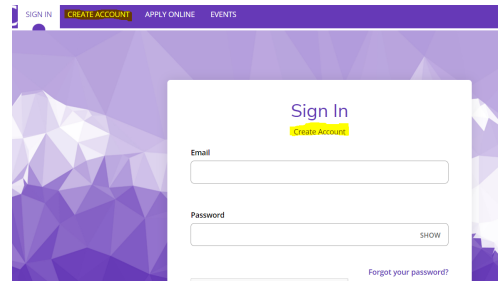 SIGN IN CREATE ACCOUNT APPLY ONLINE EVENTS
Sign In
Create Account
Email
Password
SHOW
Forgot your password?